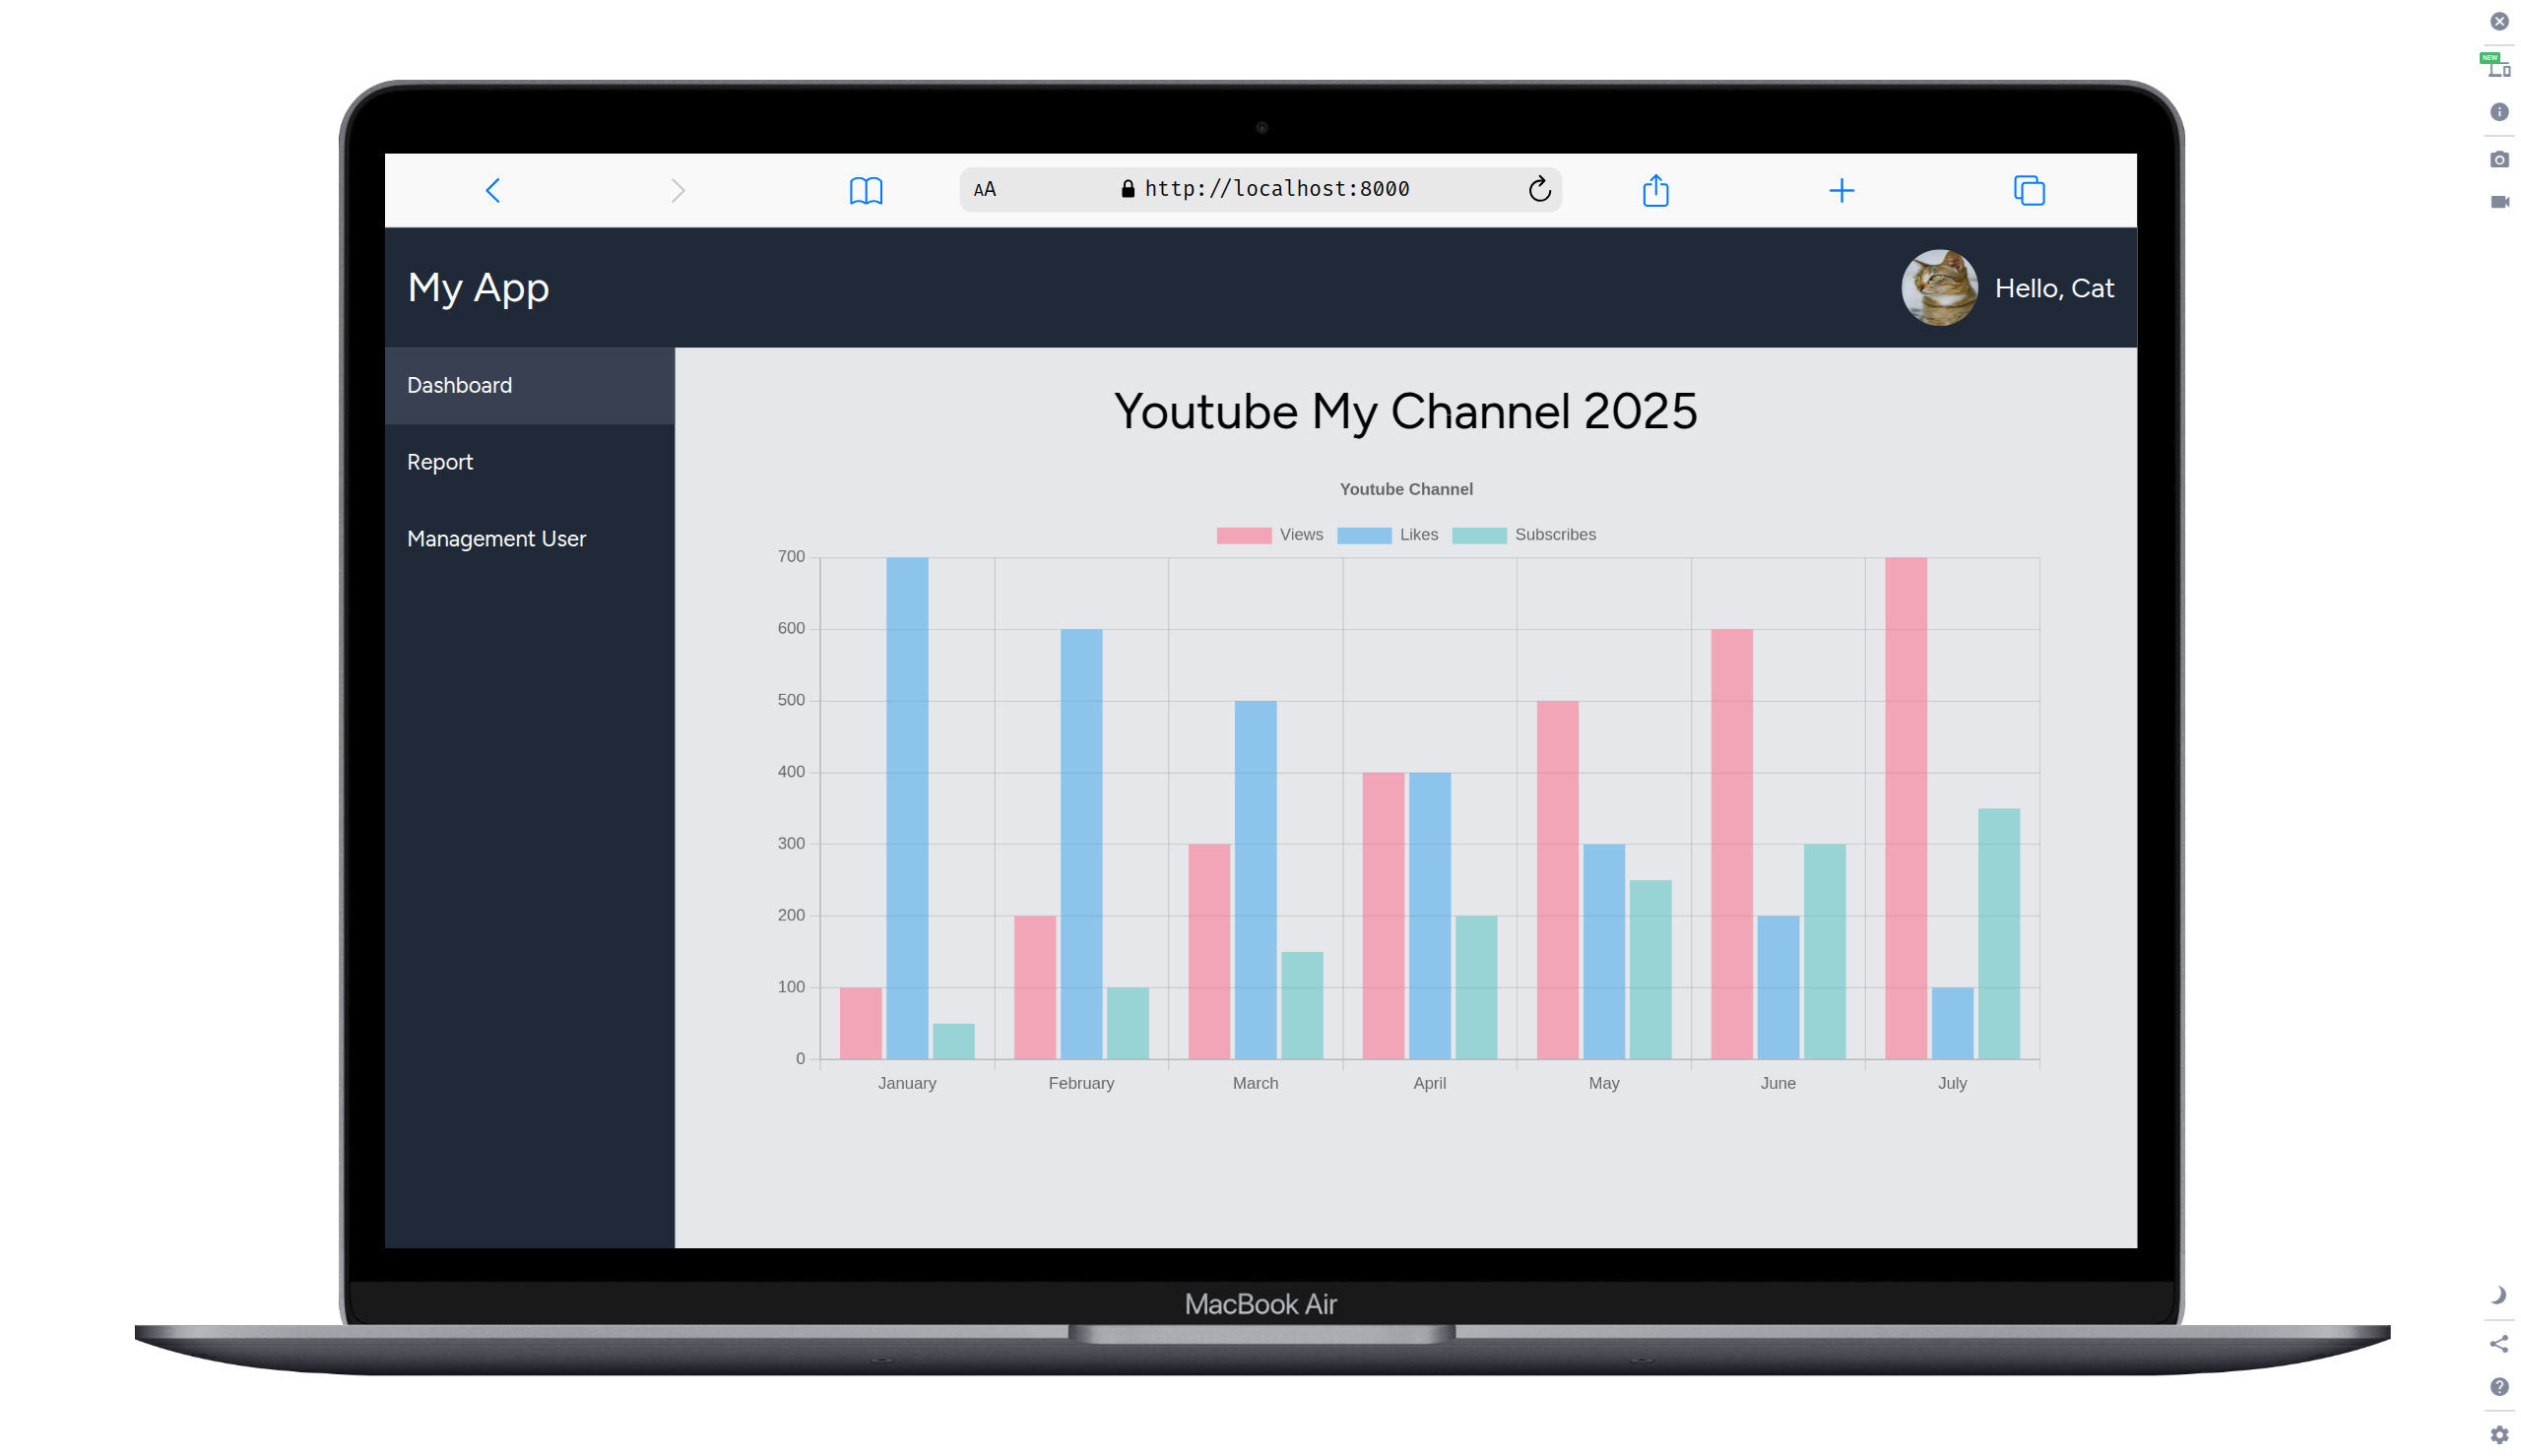 NEW
AA http://localhost:8000
My App
Hello, Cat
Dashboard
Report
Management User
Youtube My Channel 2025
Youtube Channel
Views Likes Subscribes
700
600
500
400
300
200
100
0
January February March April May June July
MacBook Air